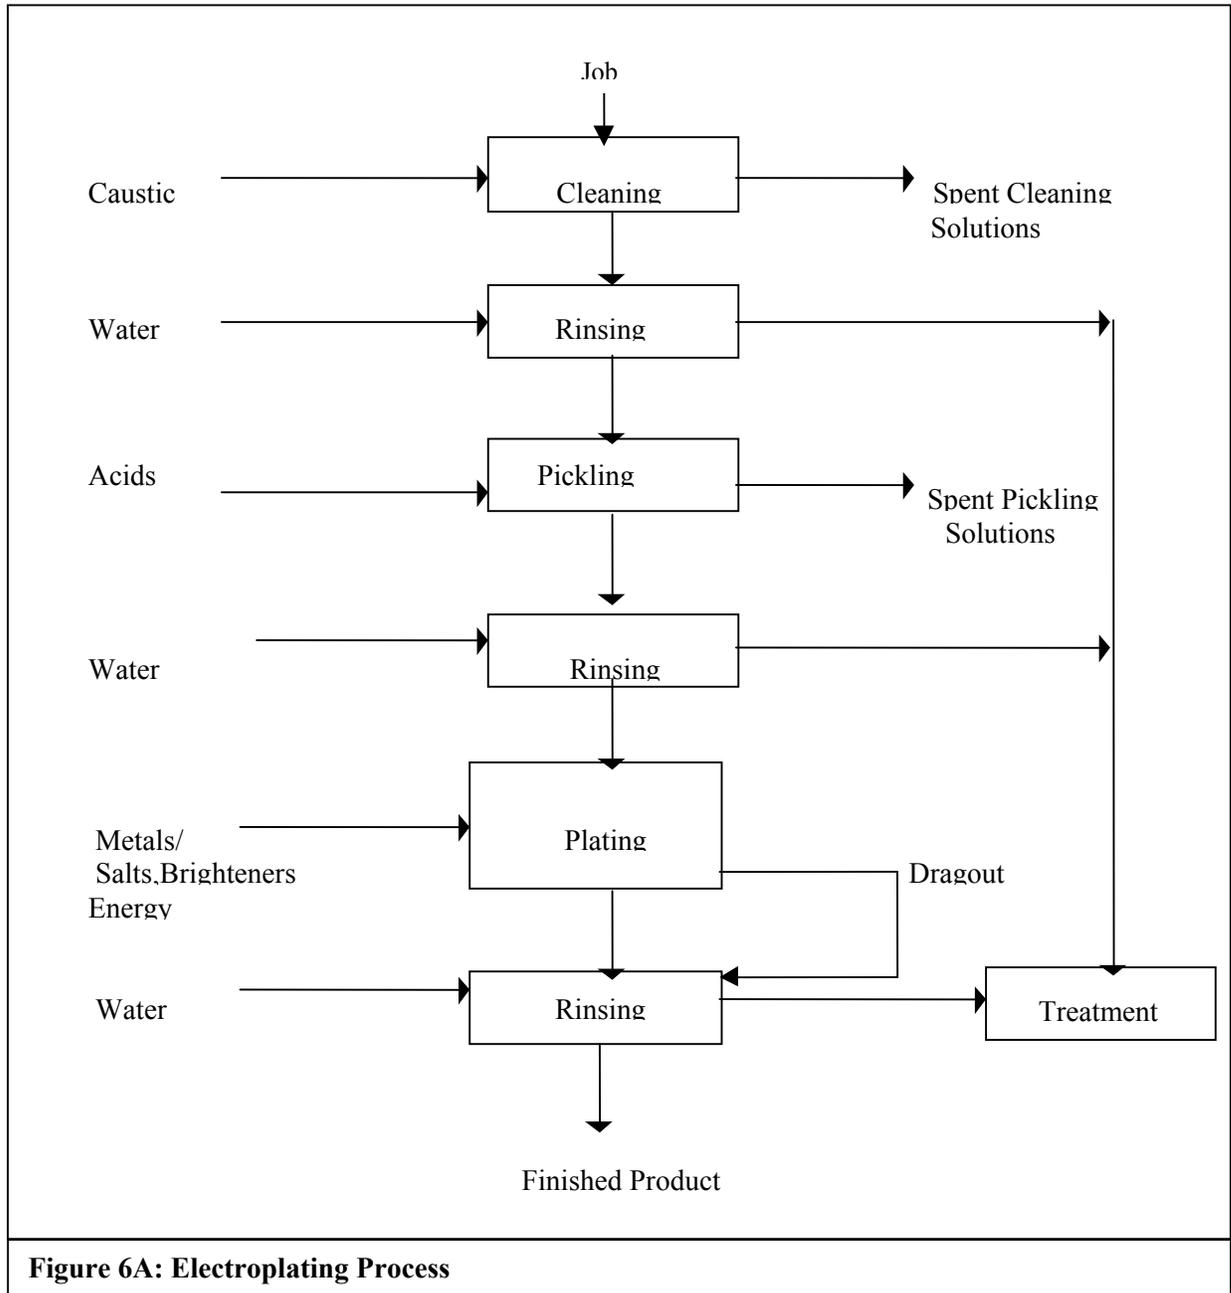 Job
Caustic
Cleaning
Spent Cleaning
Solutions
Water
Rinsing
Acids
Pickling
Spent Pickling
Solutions
Water
Rinsing
Metals/
Salts,Brighteners
Energy
Plating
Dragout
Water
Rinsing
Treatment
Finished Product
Figure 6A: Electroplating Process